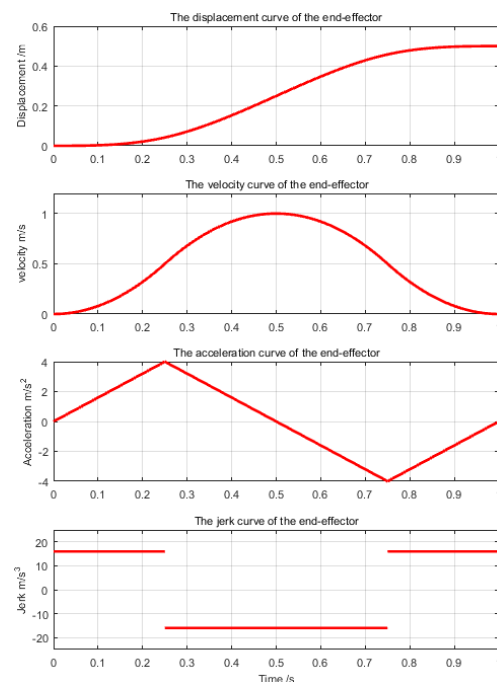 The displacement curve of the end-effector
Displacement /m
0.6
0.4
0.2
0
0 0.1 0.2 0.3 0.4 0.5 0.6 0.7 0.8 0.9
The velocity curve of the end-effector
velocity m/s
1
0.5
0
0 0.1 0.2 0.3 0.4 0.5 0.6 0.7 0.8 0.9
The acceleration curve of the end-effector
Acceleration m/s²
4
2
0
-2
-4
0 0.1 0.2 0.3 0.4 0.5 0.6 0.7 0.8 0.9
The jerk curve of the end-effector
Jerk m/s³
20
10
0
-10
-20
0 0.1 0.2 0.3 0.4 0.5 0.6 0.7 0.8 0.9
Time /s